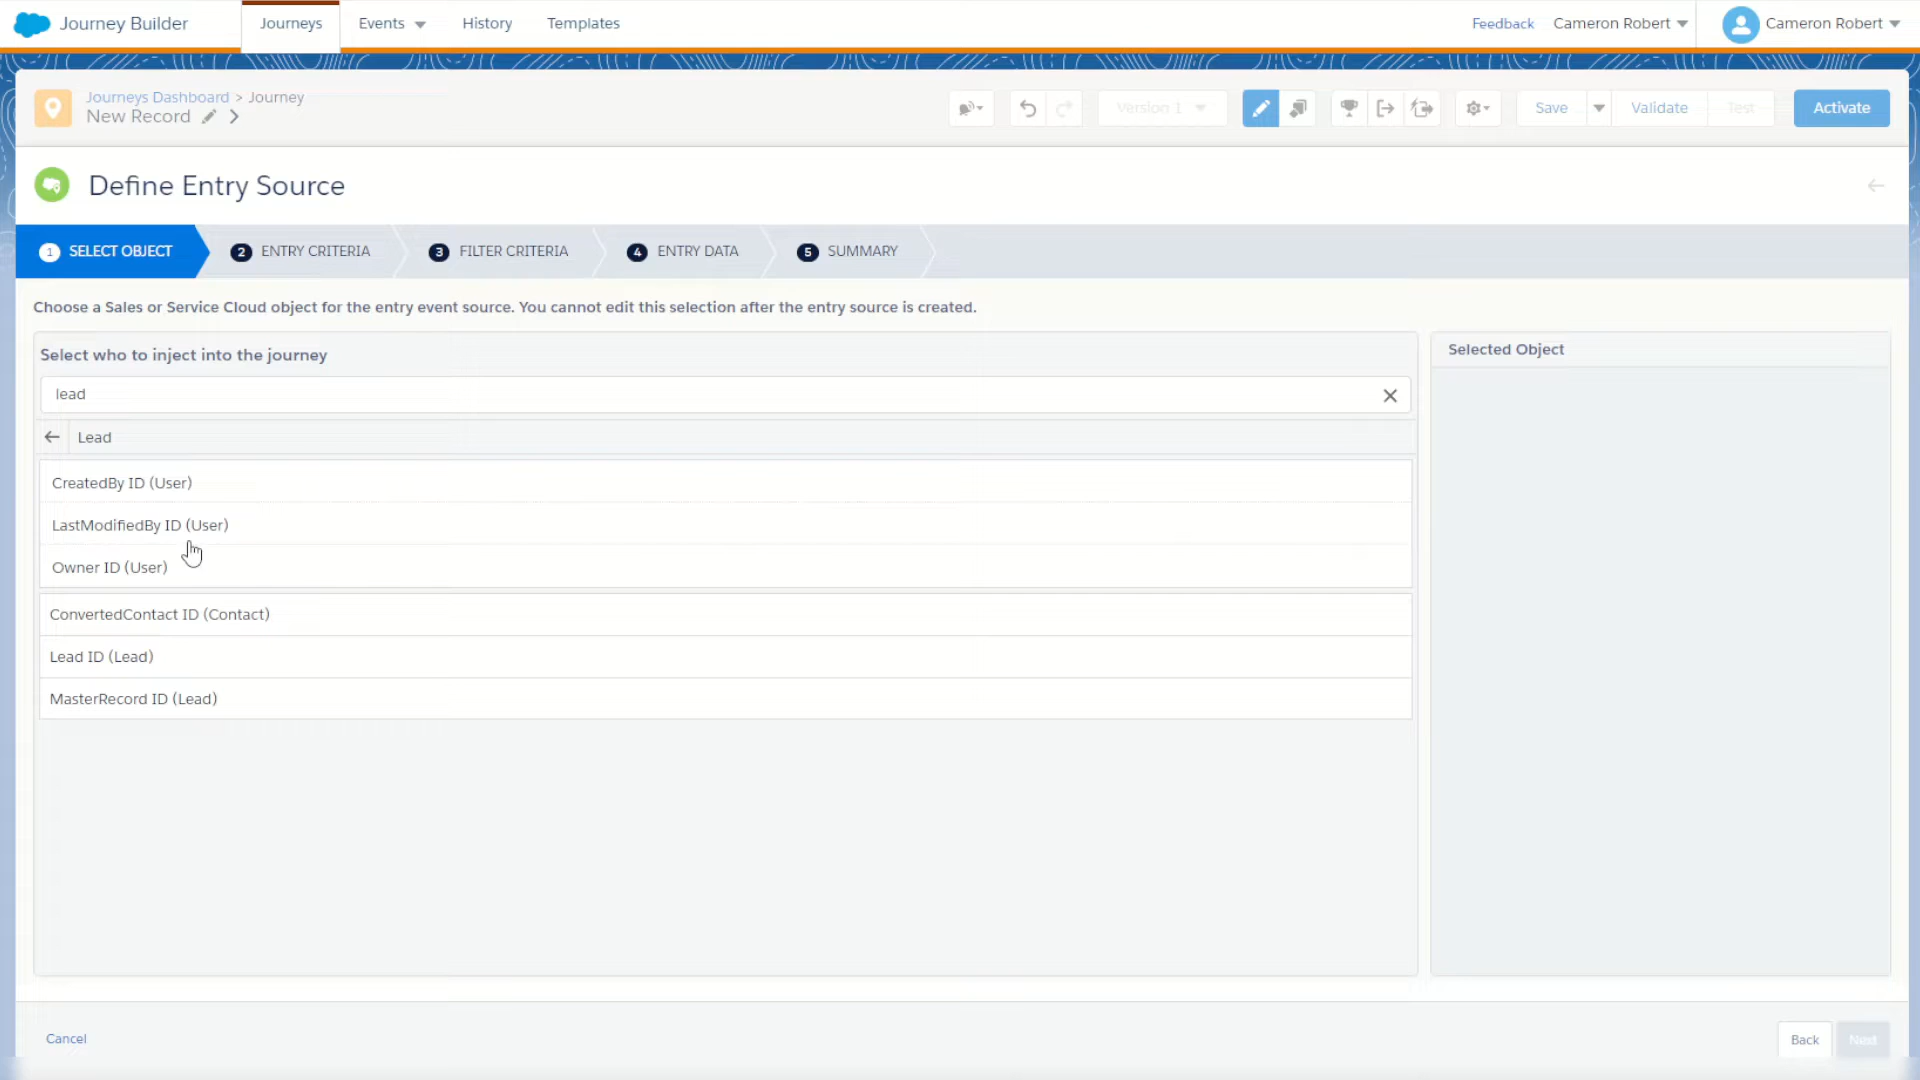 Journey Builder
Journeys
Events
History
Templates
Feedback
Cameron Robert
Cameron Robert
Journeys Dashboard > Journey
New Record
Version 1
Save
Validate
Test
Activate
Define Entry Source
1 SELECT OBJECT
2 ENTRY CRITERIA
3 FILTER CRITERIA
4 ENTRY DATA
5 SUMMARY
Choose a Sales or Service Cloud object for the entry event source. You cannot edit this selection after the entry source is created.
Select who to inject into the journey
Selected Object
lead
Lead
CreatedBy ID (User)
LastModifiedBy ID (User)
Owner ID (User)
ConvertedContact ID (Contact)
Lead ID (Lead)
MasterRecord ID (Lead)
Cancel
Back
Next